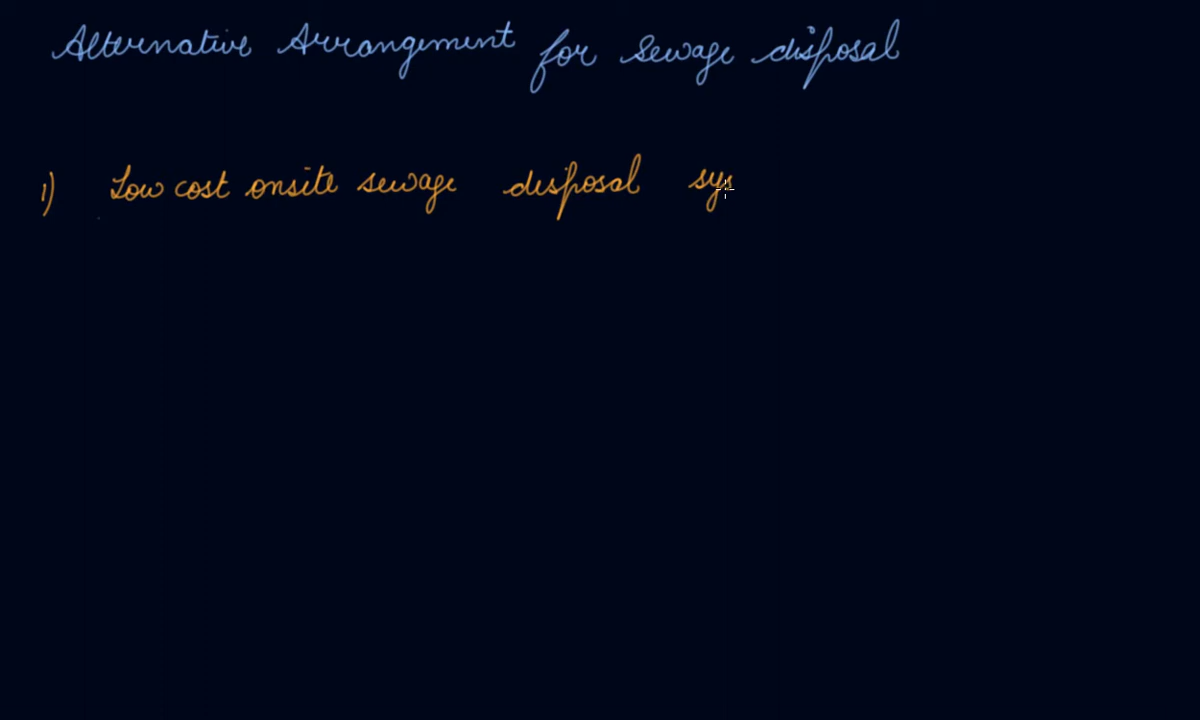 Alternative Arrangement for Sewage disposal
1) Low cost onsite sewage disposal sys